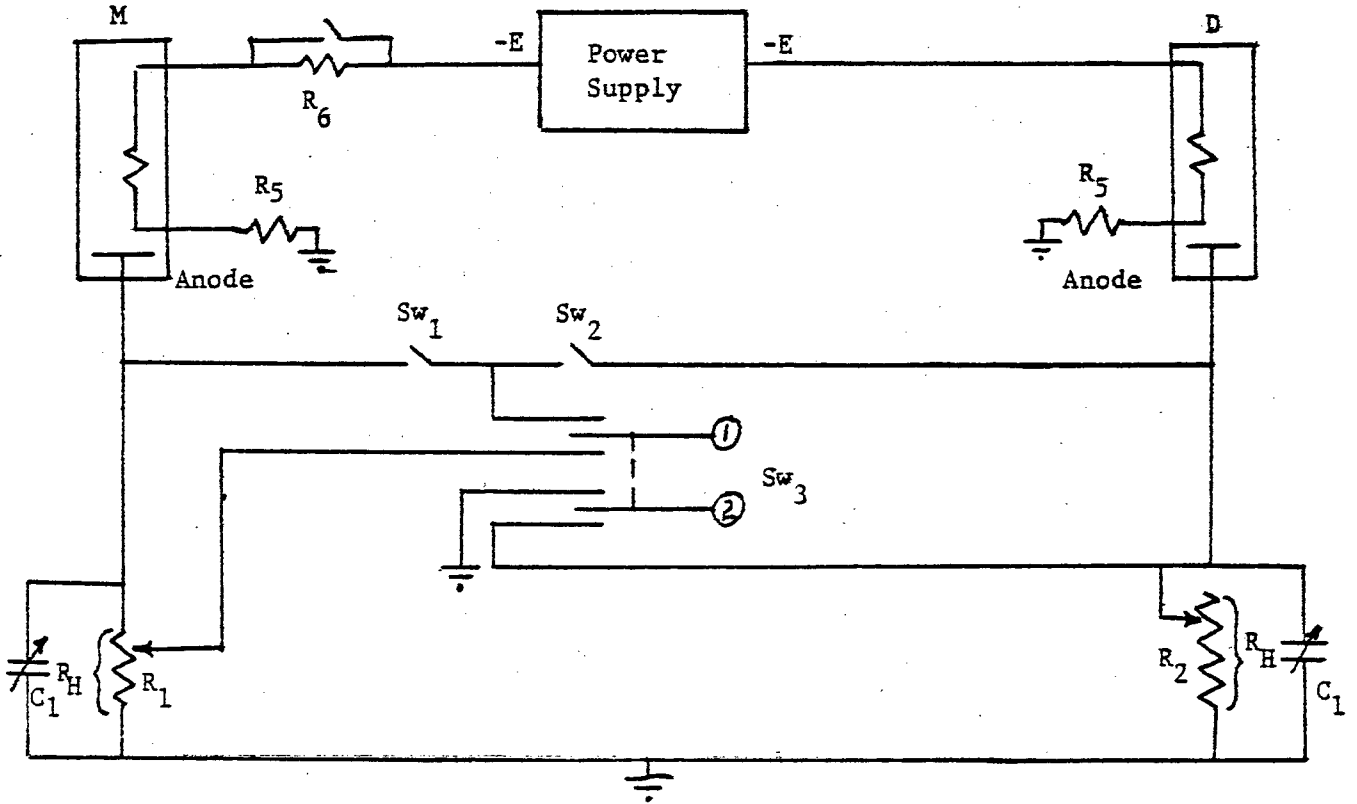 M
D
-E
Power
Supply
-E
R6
R5
R5
Anode
Anode
Sw1
Sw2
1
Sw3
2
C1
RH
R1
R2
RH
C1